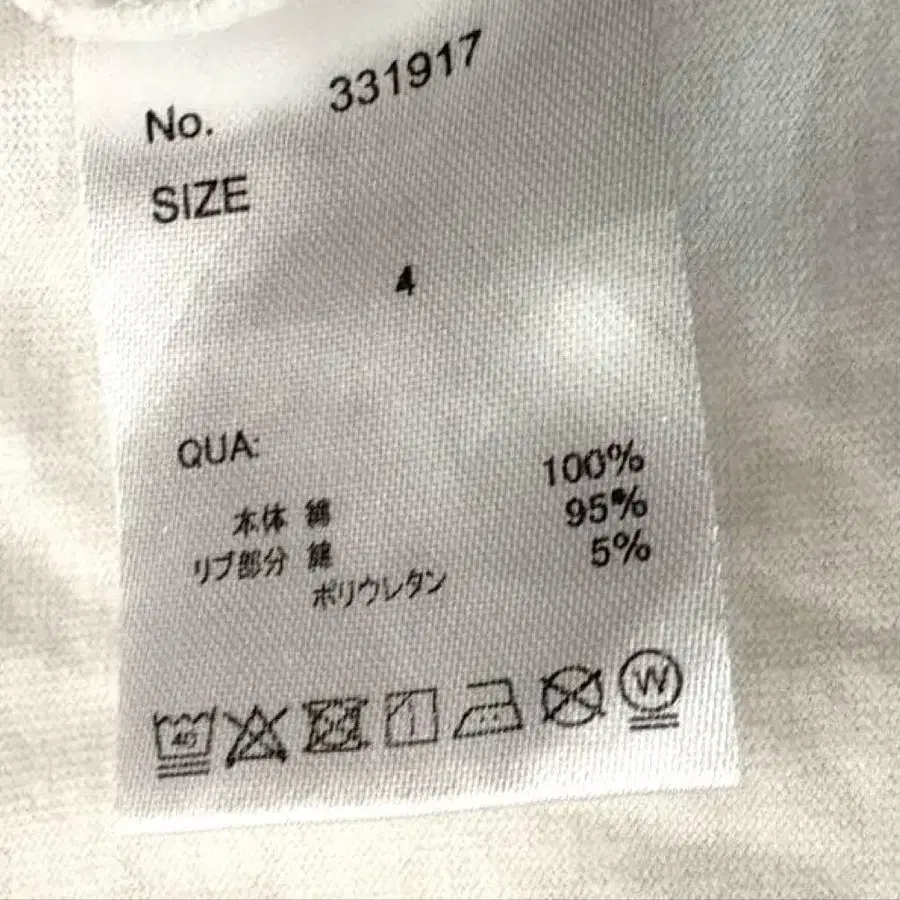 No. 331917
SIZE
4
QUA:
本体 綿 100%
リブ部分 綿 95%
ポリウレタン 5%
40
W